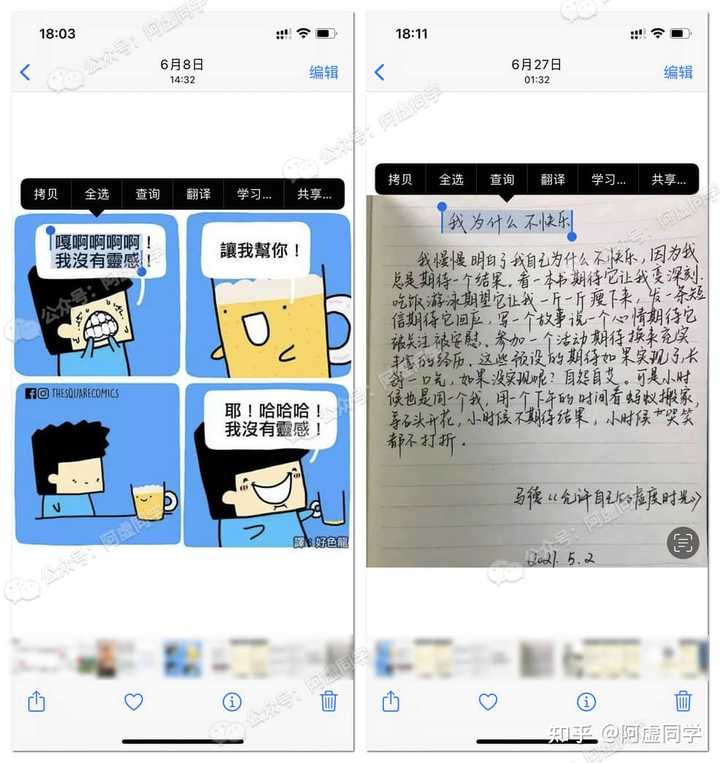 18:03
6月8日
14:32
编辑
拷贝 全选 查询 翻译 学习... 共享...
嘎啊啊啊啊！
我沒有靈感！
讓我幫你！
THESQUARECOMICS
耶！哈哈哈！
我沒有靈感！
譯：好色龍
18:11
6月27日
01:32
编辑
拷贝 全选 查询 翻译 学习... 共享...
我为什么不快乐
我慢慢明白了我自己为什么不快乐，因为我
总是期待一个结果。看一本书期待它让我变深刻，
吃饭游泳期望它让我一斤一斤瘦下来，发一条短
信期待它回应，写一个故事说一个心情期待它
被关注被安慰。参加一个活动期待换来充实
丰富的经历。这些预设的期待如果实现了，长
舒一口气，如果没实现呢？自怨自艾。可是小时
候也是同一个我，用一个下午的时间看蚂蚁搬家，
等石头开花，小时候不期待结果，小时候哭笑
都不打折。
马德《允许自己的虚度时光》
2021.5.2
公众号：阿虚同学
知乎 @阿虚同学